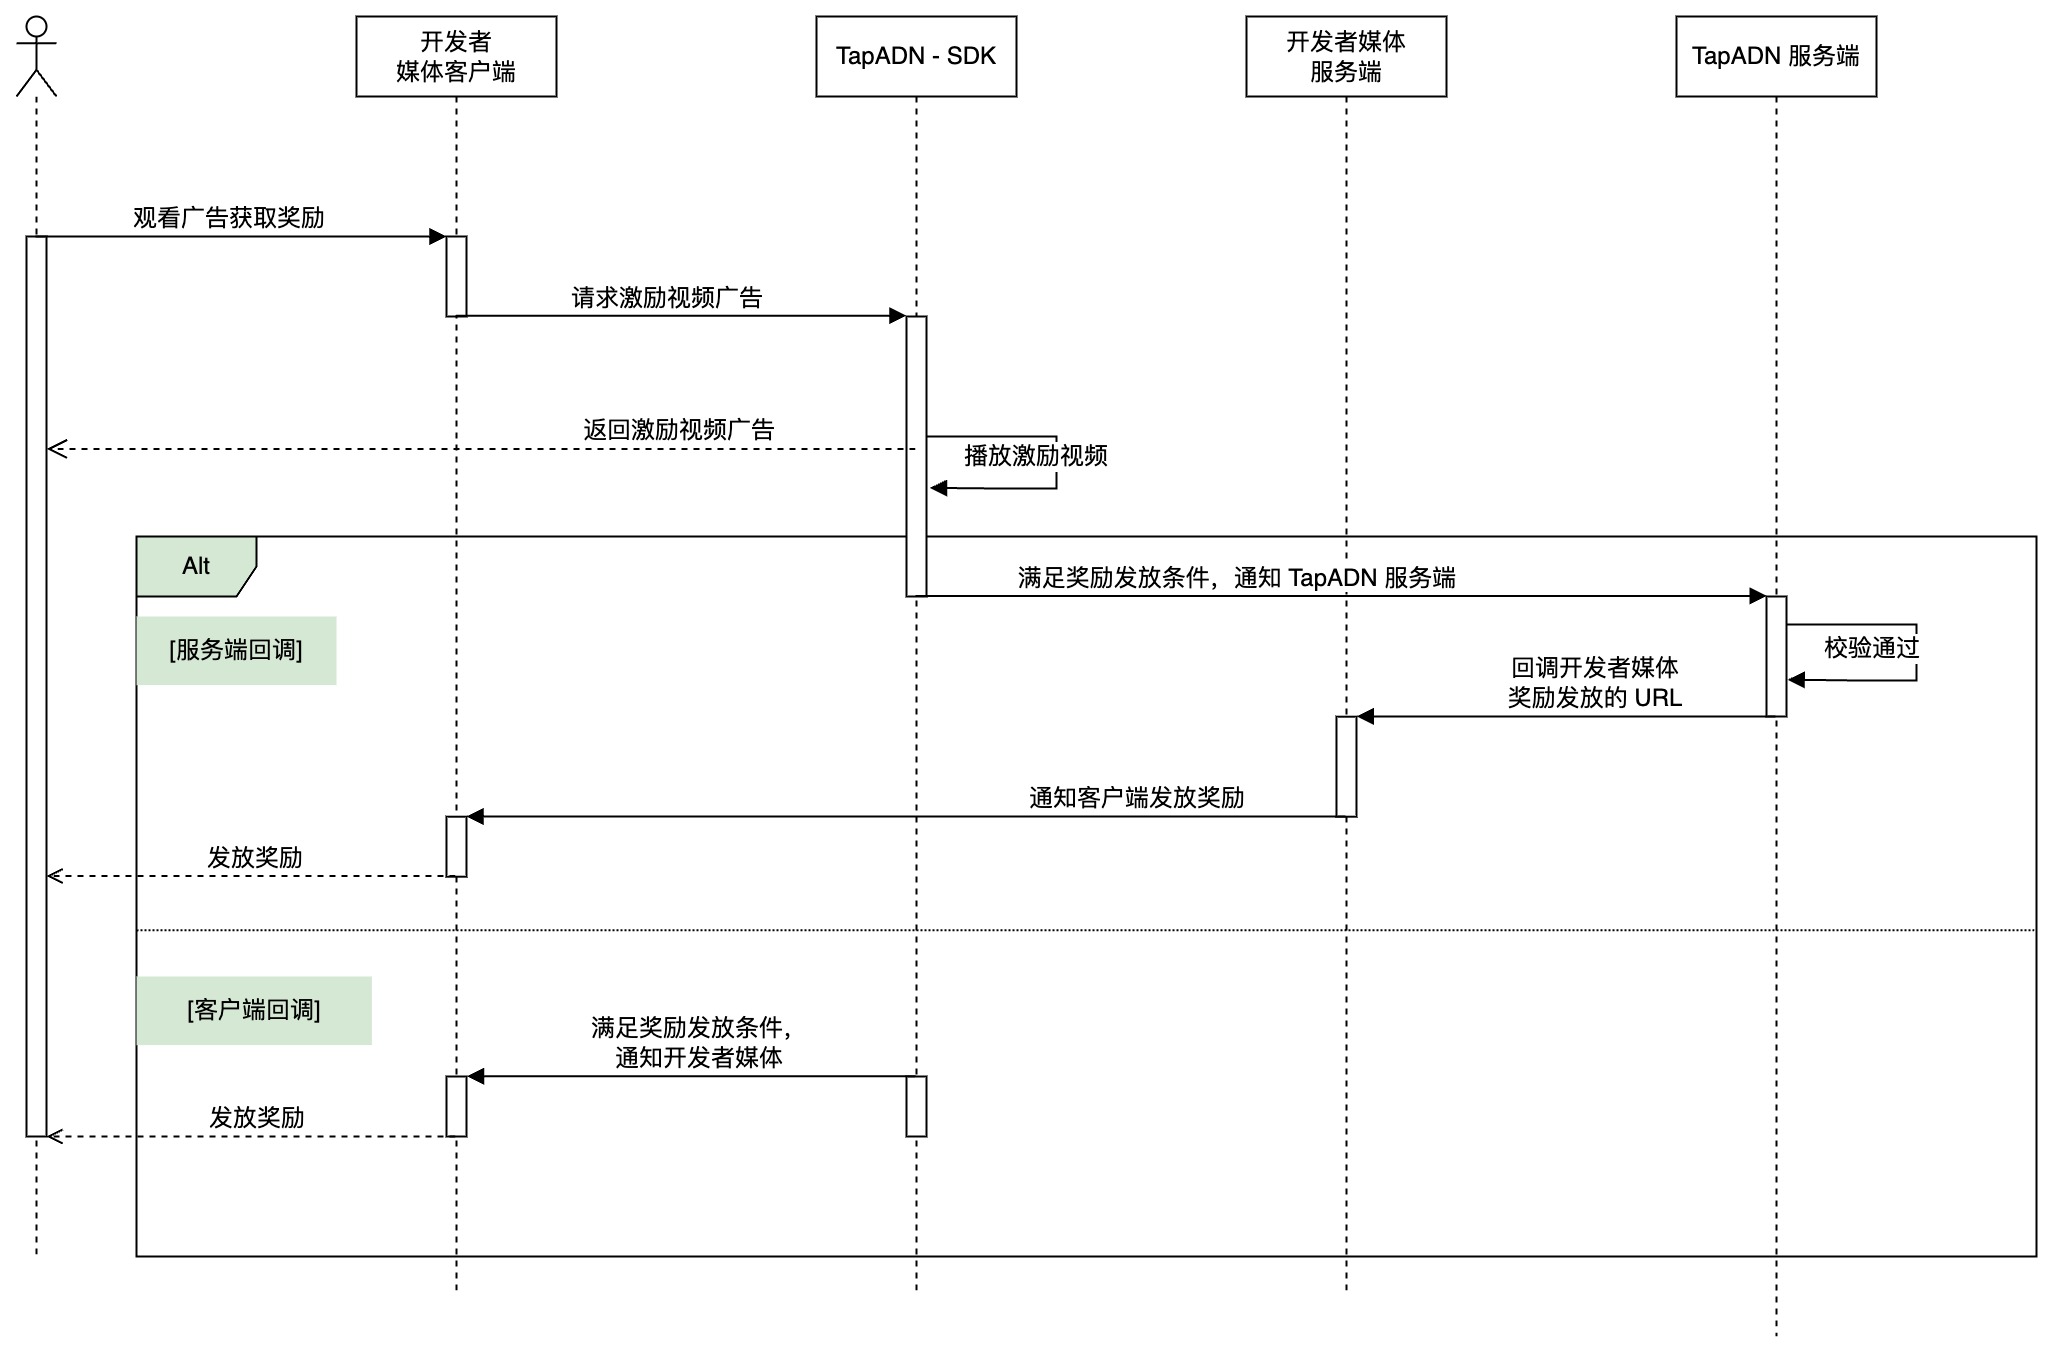 开发者
媒体客户端
TapADN - SDK
开发者媒体
服务端
TapADN 服务端
观看广告获取奖励
请求激励视频广告
返回激励视频广告
播放激励视频
Alt
满足奖励发放条件，通知 TapADN 服务端
[服务端回调]
校验通过
回调开发者媒体
奖励发放的 URL
通知客户端发放奖励
发放奖励
[客户端回调]
满足奖励发放条件，
通知开发者媒体
发放奖励